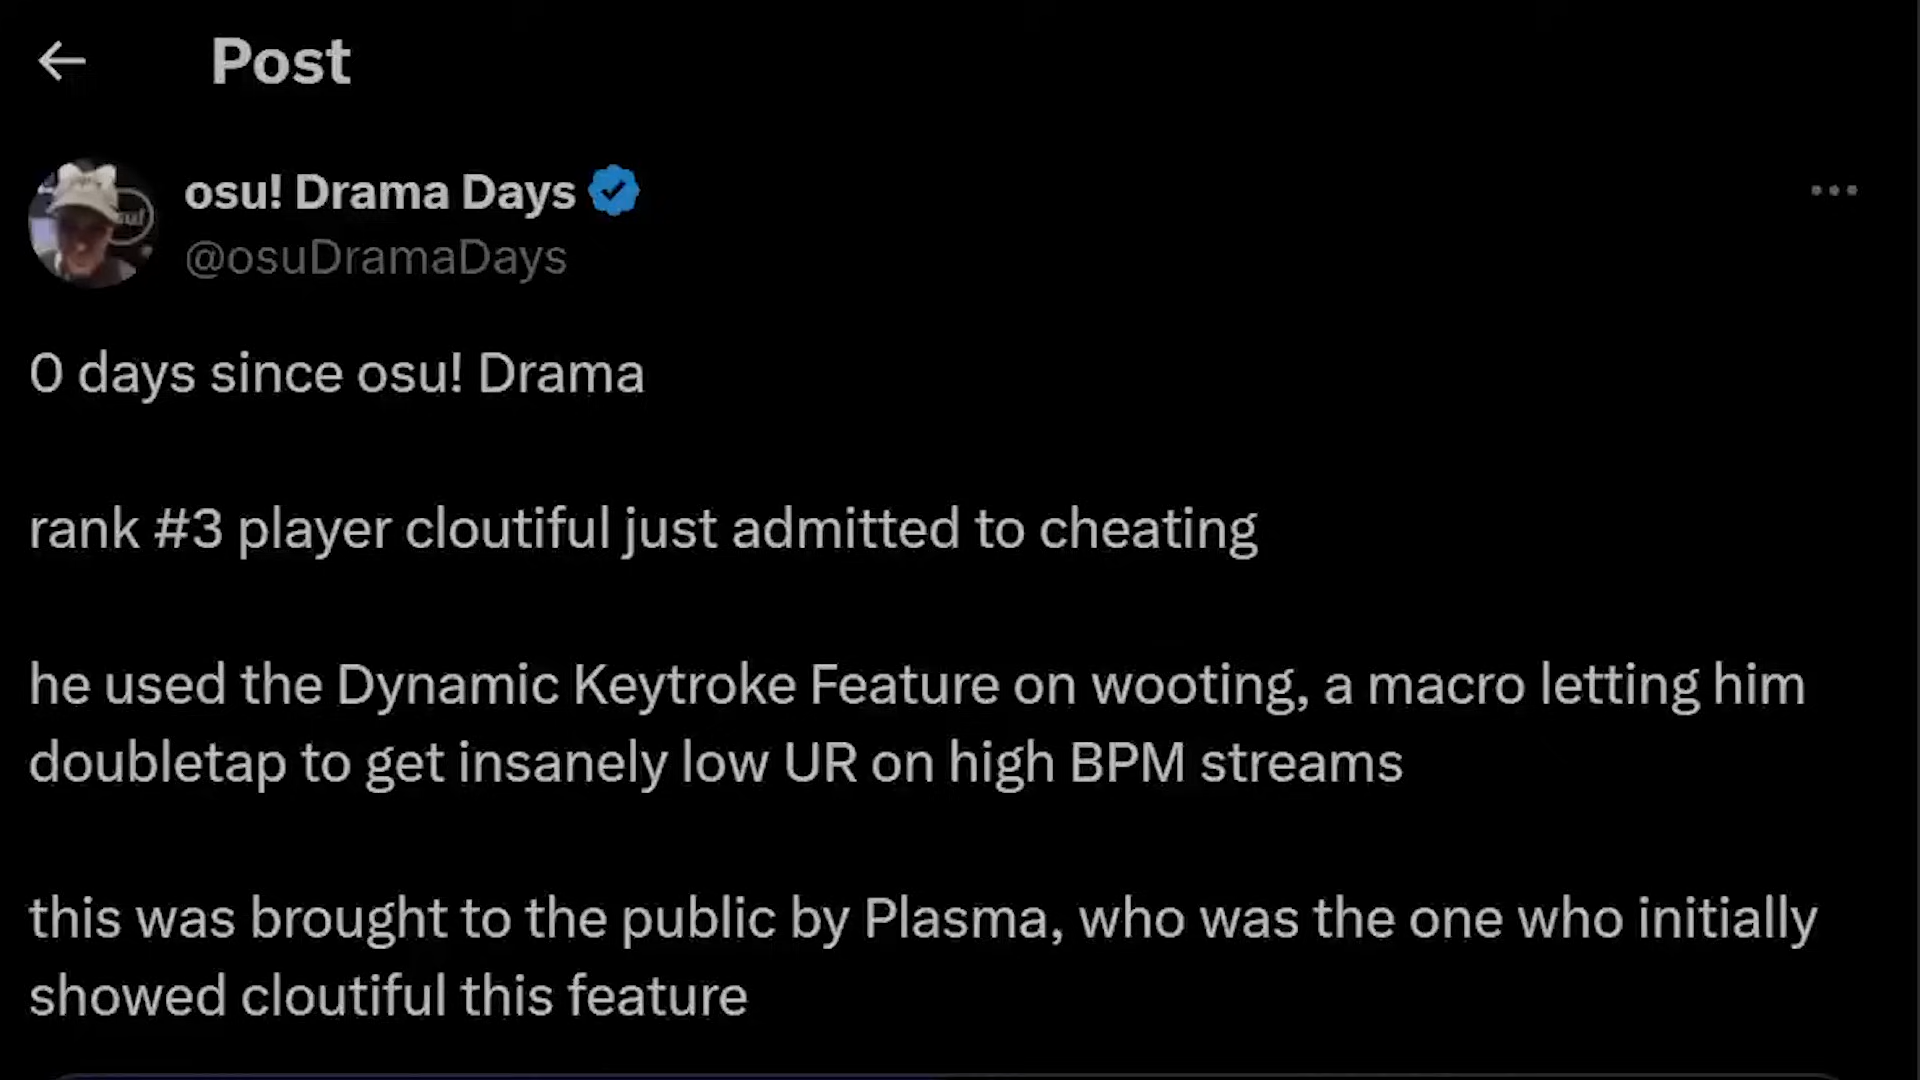 Post
osu! Drama Days
@osuDramaDays
0 days since osu! Drama
rank #3 player cloutiful just admitted to cheating
he used the Dynamic Keytroke Feature on wooting, a macro letting him
doubletap to get insanely low UR on high BPM streams
this was brought to the public by Plasma, who was the one who initially
showed cloutiful this feature